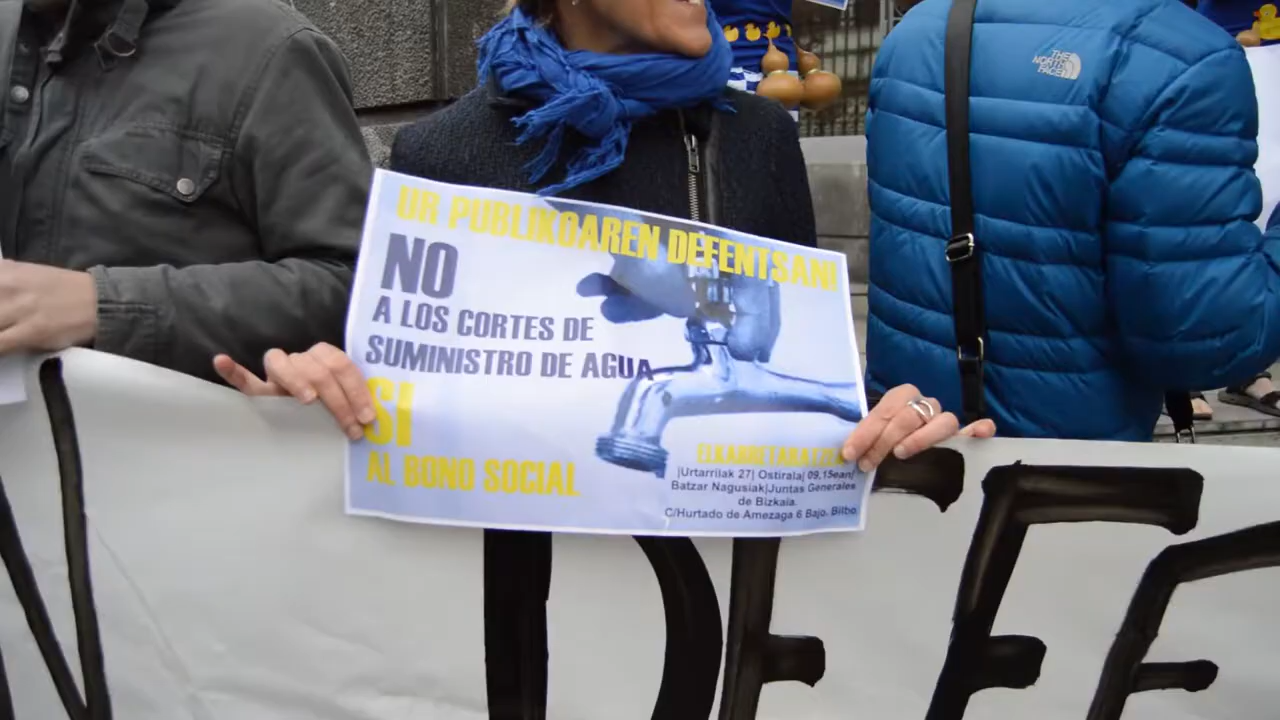 THE
NORTH
FACE
UR PUBLIKOAREN DEFENTSAN!
NO
A LOS CORTES DE
SUMINISTRO DE AGUA
SI
AL BONO SOCIAL
ELKARRETARATZEA
|Urtarrilak 27| Ostirala| 09,15ean|
Batzar Nagusiak|Juntas Generales
de Bizkaia.
C/Hurtado de Amezaga 6 Bajo. Bilbo.
N DEFE